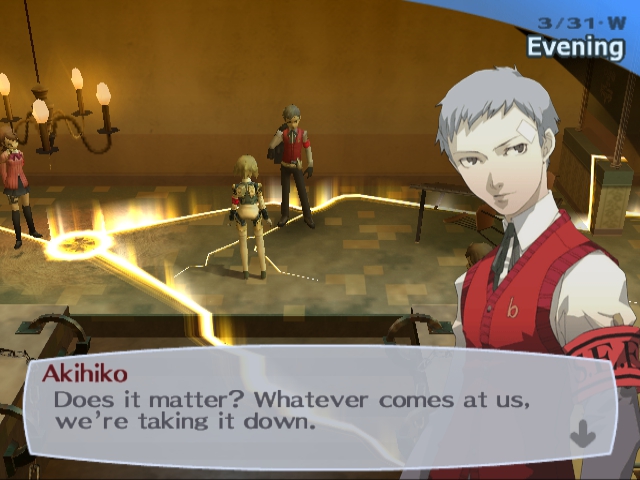 3/31・W
Evening
Akihiko
Does it matter? Whatever comes at us,
we're taking it down.
b
S.E.E.